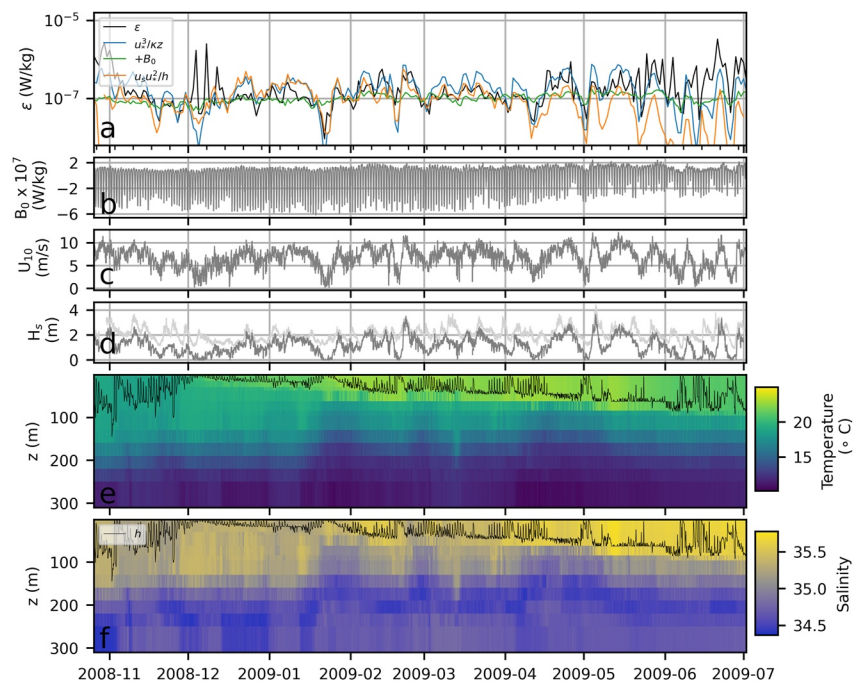 10⁻⁵
10⁻⁷
ε (W/kg)
ε
u*³/κz
+B₀
uₛu*²/h
a
2
−2
−6
B₀ x 10⁷
(W/kg)
b
10
5
0
U₁₀
(m/s)
c
4
2
0
Hₛ
(m)
d
100
200
300
z (m)
e
20
15
Temperature
(∘ C)
h
100
200
300
z (m)
f
35.5
35.0
34.5
Salinity
2008-11 2008-12 2009-01 2009-02 2009-03 2009-04 2009-05 2009-06 2009-07